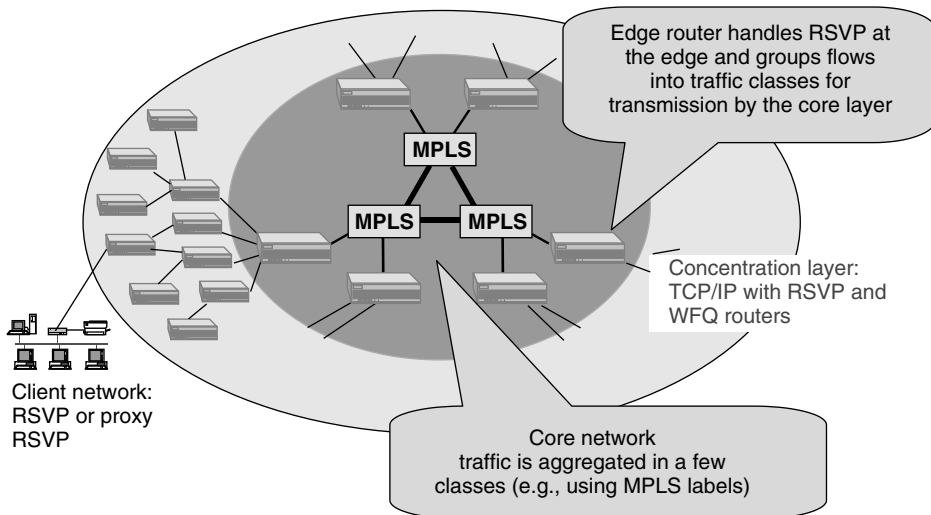 Edge router handles RSVP at
the edge and groups flows
into traffic classes for
transmission by the core layer
MPLS
MPLS
MPLS
Concentration layer:
TCP/IP with RSVP and
WFQ routers
Client network:
RSVP or proxy
RSVP
Core network
traffic is aggregated in a few
classes (e.g., using MPLS labels)